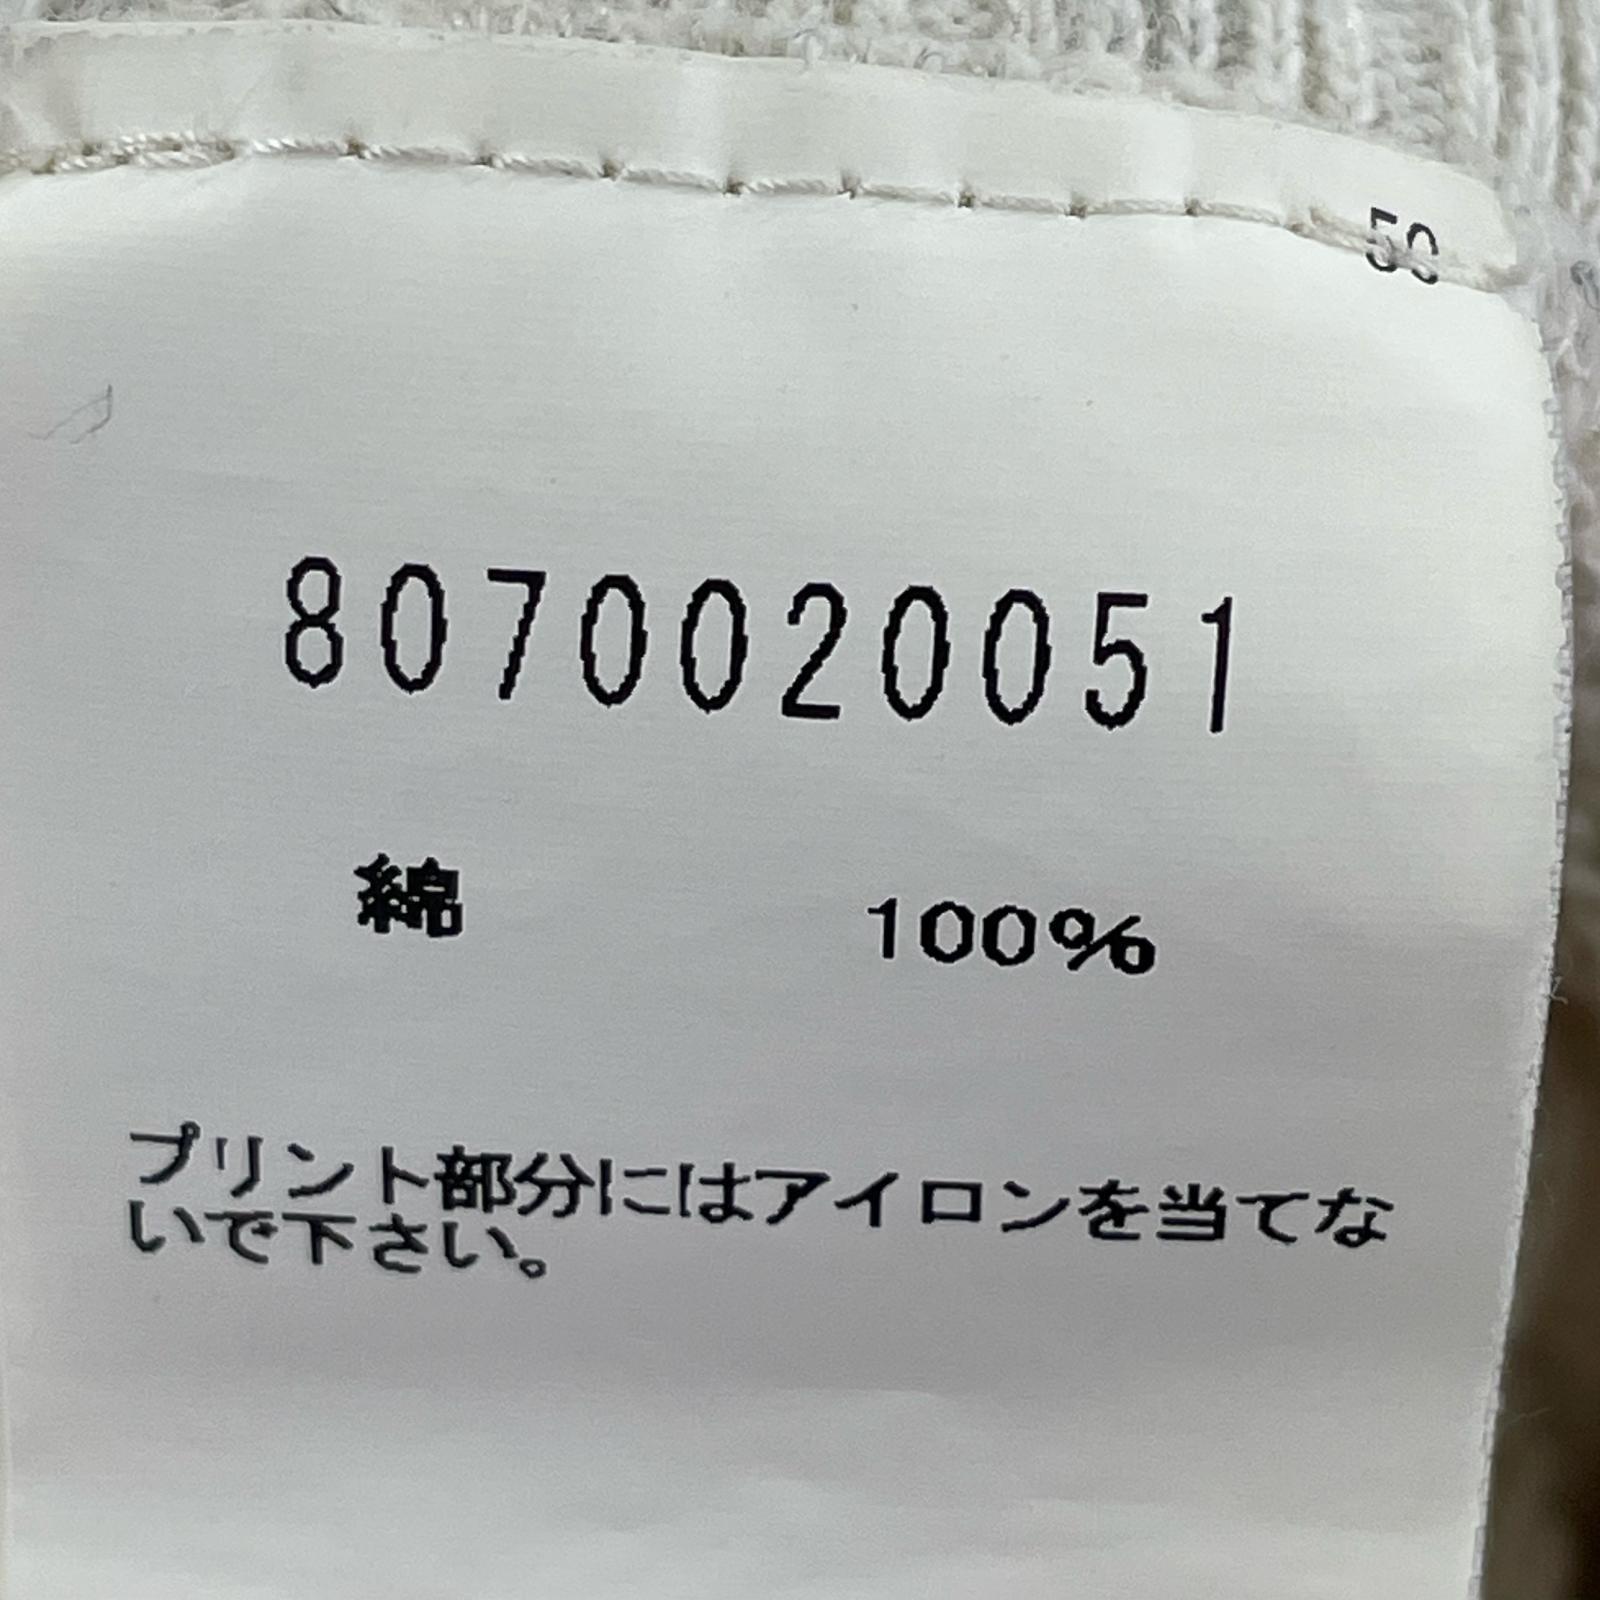 8070020051
綿 100%
プリント部分にはアイロンを当てな
いで下さい。